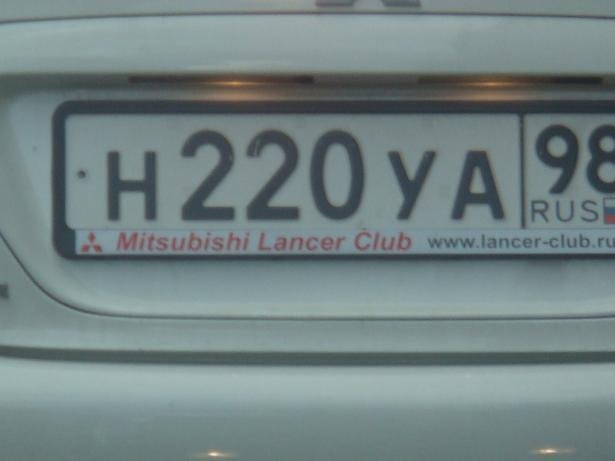 Н220УА 98
RUS
Mitsubishi Lancer Club www.lancer-club.ru